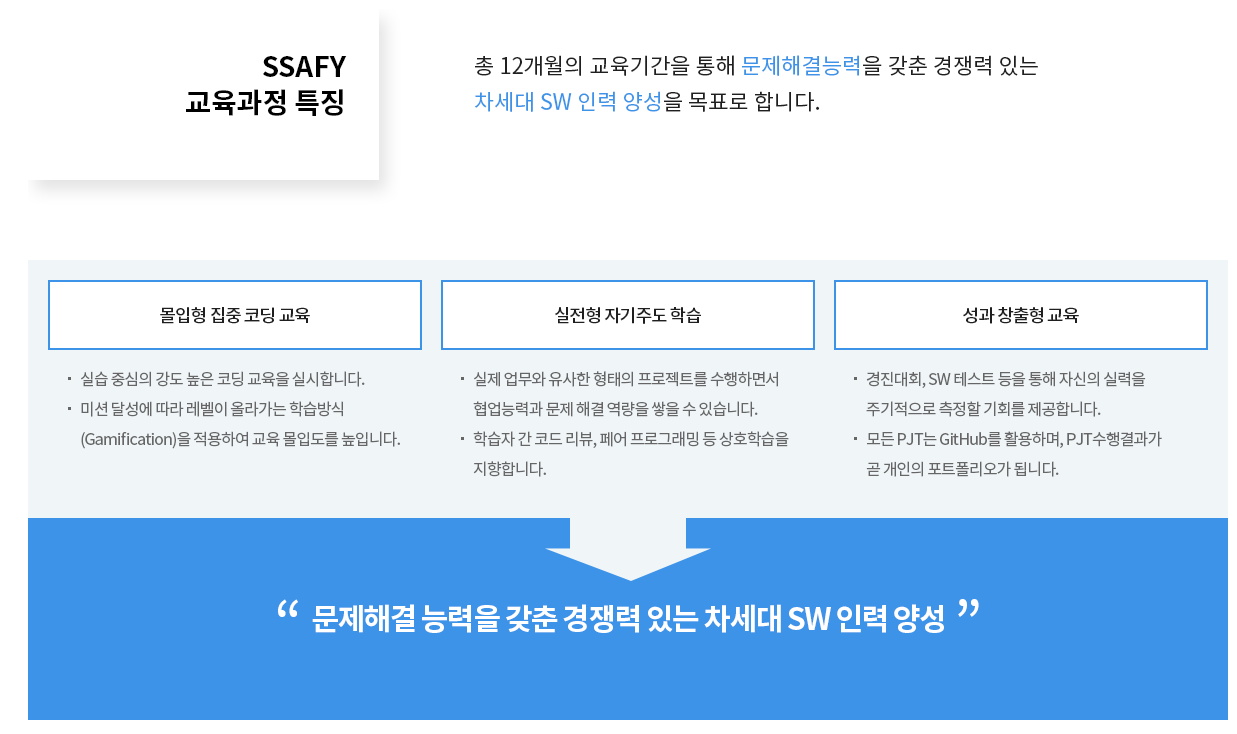 SSAFY
교육과정 특징
총 12개월의 교육기간을 통해 문제해결능력을 갖춘 경쟁력 있는
차세대 SW 인력 양성을 목표로 합니다.
몰입형 집중 코딩 교육
· 실습 중심의 강도 높은 코딩 교육을 실시합니다.
· 미션 달성에 따라 레벨이 올라가는 학습방식
(Gamification)을 적용하여 교육 몰입도를 높입니다.
실전형 자기주도 학습
· 실제 업무와 유사한 형태의 프로젝트를 수행하면서
협업능력과 문제 해결 역량을 쌓을 수 있습니다.
· 학습자 간 코드 리뷰, 페어 프로그래밍 등 상호학습을
지향합니다.
성과 창출형 교육
· 경진대회, SW 테스트 등을 통해 자신의 실력을
주기적으로 측정할 기회를 제공합니다.
· 모든 PJT는 GitHub를 활용하며, PJT수행결과가
곧 개인의 포트폴리오가 됩니다.
“ 문제해결 능력을 갖춘 경쟁력 있는 차세대 SW 인력 양성 ”